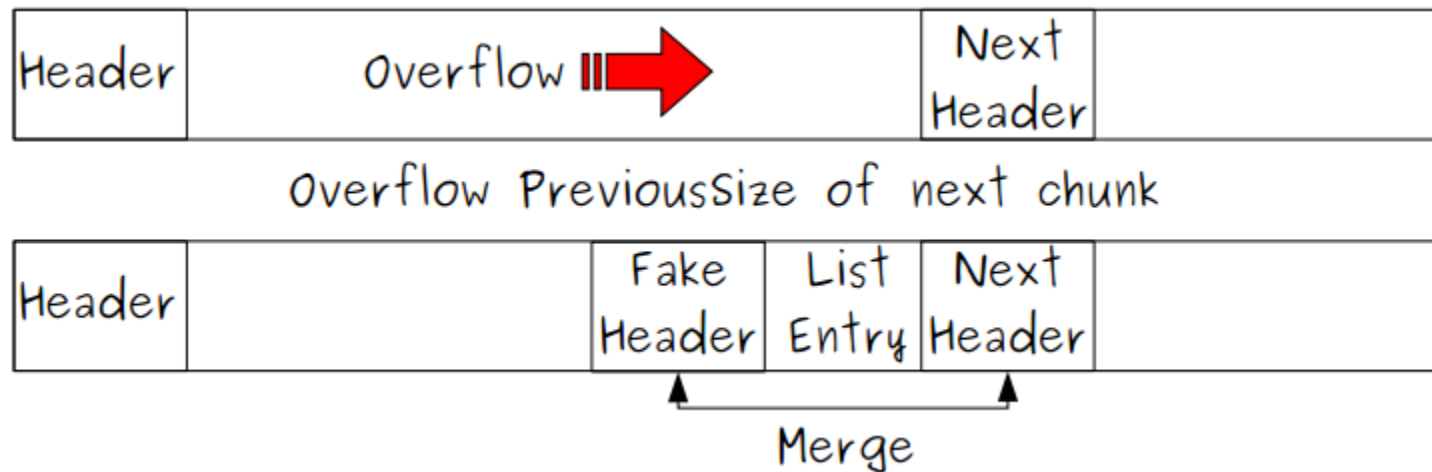 Header
Overflow
Next
Header
Overflow PreviousSize of next chunk
Header
Fake
Header
List
Entry
Next
Header
Merge